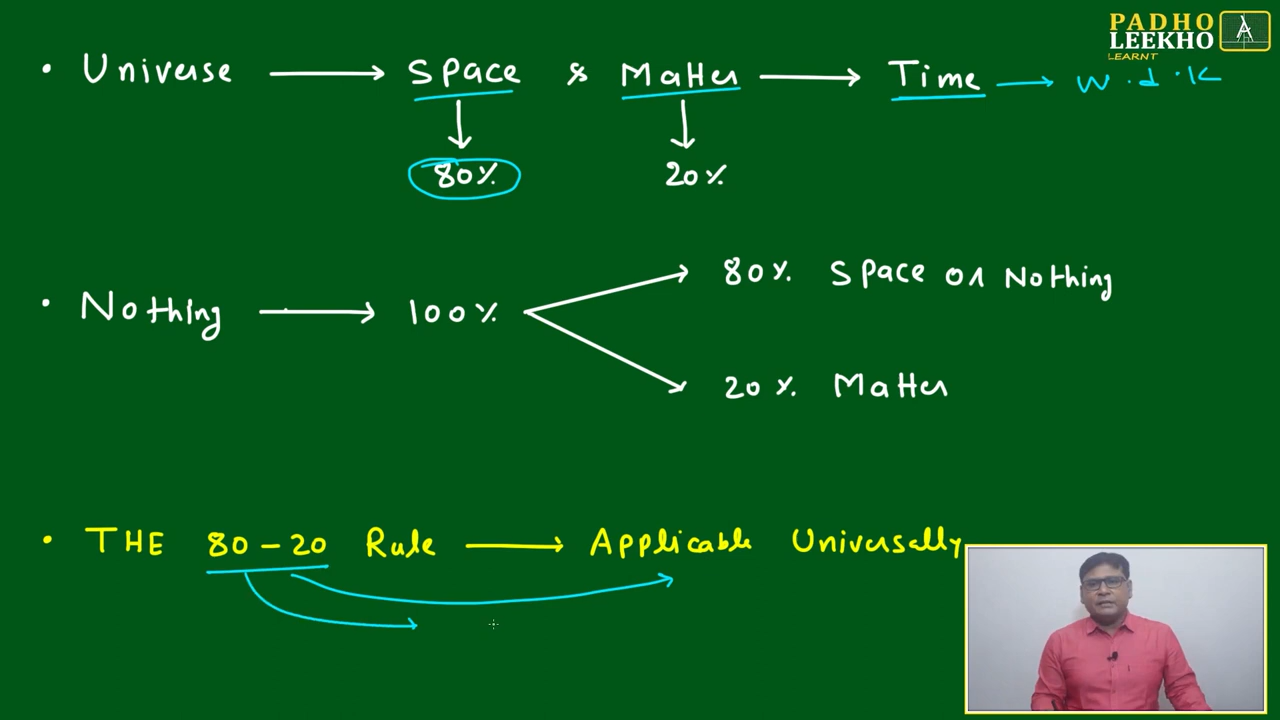 PADHO
LEEKHO
LEARNT
• Universe → Space & Matter → Time → W.d.K
80% 20%
• Nothing → 100%
80% Space or Nothing
20% Matter
• THE 80-20 Rule → Applicable Universally